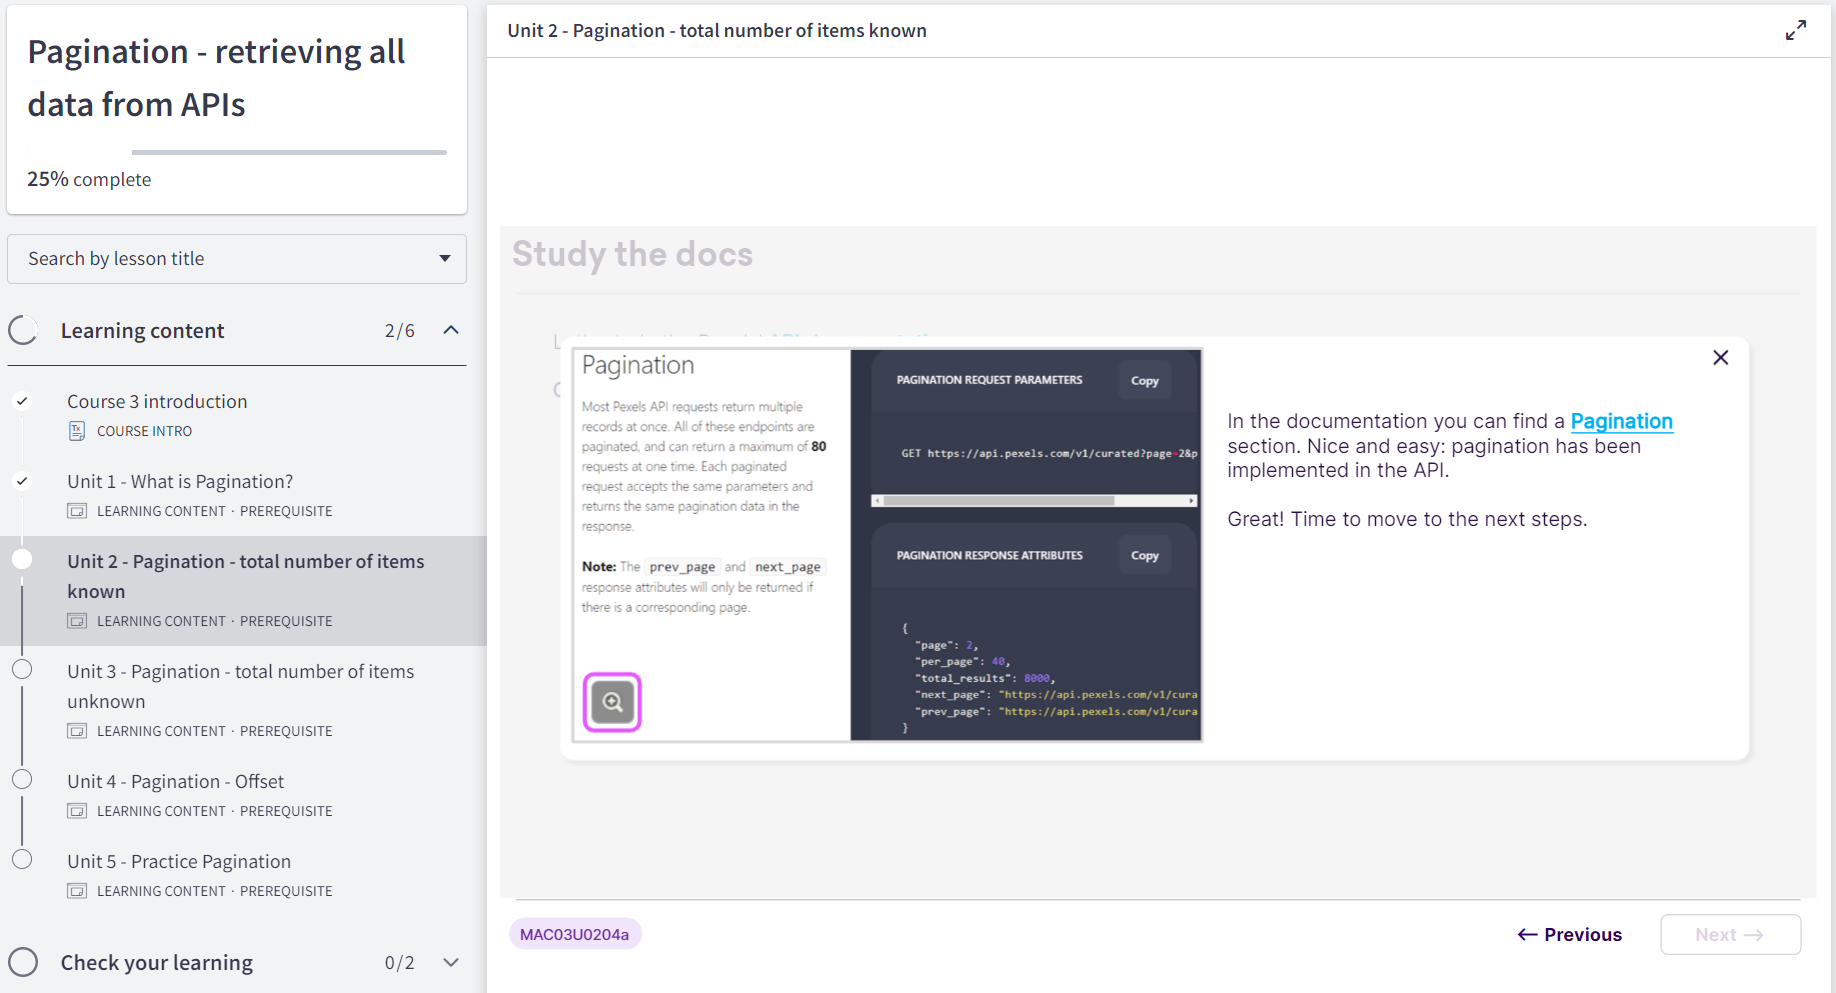 Pagination - retrieving all
data from APIs
25% complete
Search by lesson title
Learning content
2/6
Course 3 introduction
COURSE INTRO
Unit 1 - What is Pagination?
LEARNING CONTENT · PREREQUISITE
Unit 2 - Pagination - total number of items
known
LEARNING CONTENT · PREREQUISITE
Unit 3 - Pagination - total number of items
unknown
LEARNING CONTENT · PREREQUISITE
Unit 4 - Pagination - Offset
LEARNING CONTENT · PREREQUISITE
Unit 5 - Practice Pagination
LEARNING CONTENT · PREREQUISITE
Check your learning
0/2
Unit 2 - Pagination - total number of items known
Study the docs
Pagination
Most Pexels API requests return multiple
records at once. All of these endpoints are
paginated, and can return a maximum of 80
requests at one time. Each paginated
request accepts the same parameters and
returns the same pagination data in the
response.
Note: The prev_page and next_page
response attributes will only be returned if
there is a corresponding page.
PAGINATION REQUEST PARAMETERS
Copy
GET https://api.pexels.com/v1/curated?page=2&p
PAGINATION RESPONSE ATTRIBUTES
Copy
{
"page": 2,
"per_page": 40,
"total_results": 8000,
"next_page": "https://api.pexels.com/v1/cura
"prev_page": "https://api.pexels.com/v1/cura
}
In the documentation you can find a Pagination
section. Nice and easy: pagination has been
implemented in the API.
Great! Time to move to the next steps.
MAC03U0204a
← Previous
Next →